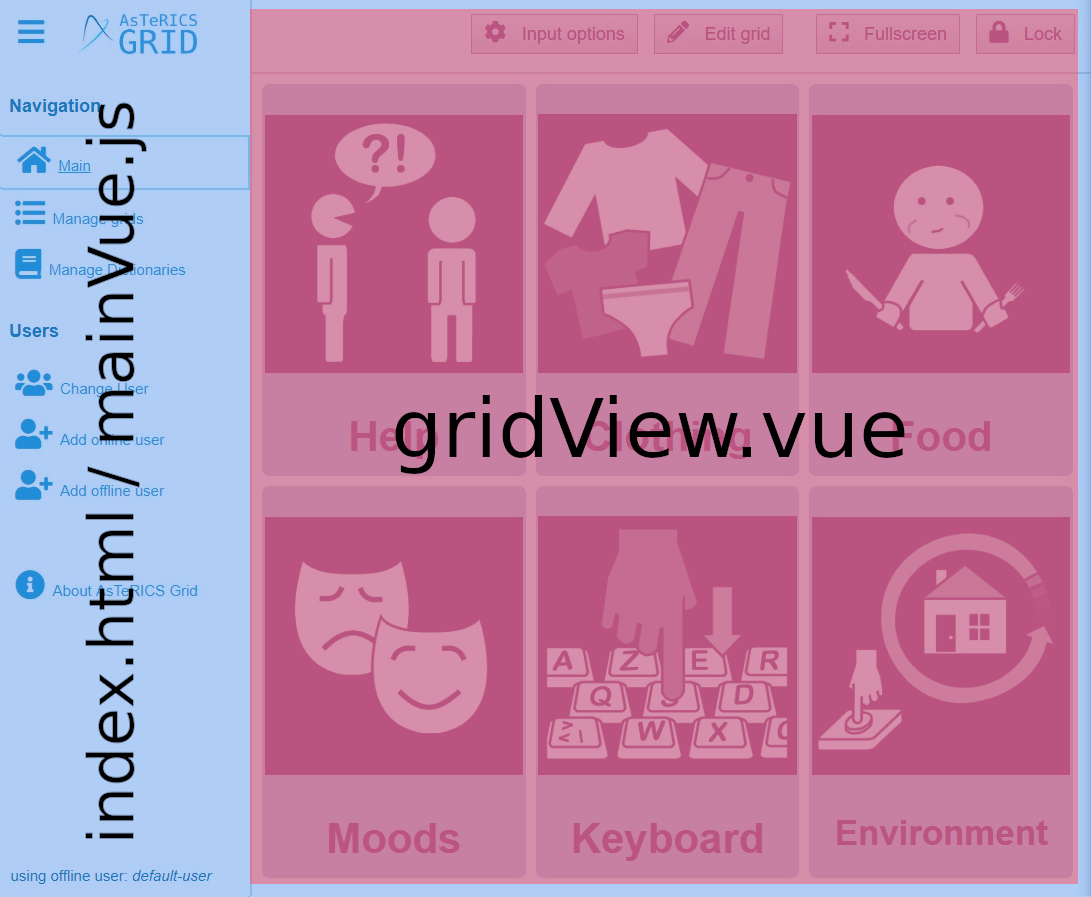 AsTeRICS
GRID
Input options
Edit grid
Fullscreen
Lock
Navigation
Main
Manage grids
Manage Dictionaries
Users
Change User
Add online user
Add offline user
About AsTeRICS Grid
using offline user: default-user
index.html / mainVue.js
gridView.vue
?!
Help
Clothing
Food
A Z E R
Q S D
W X
Moods
Keyboard
Environment